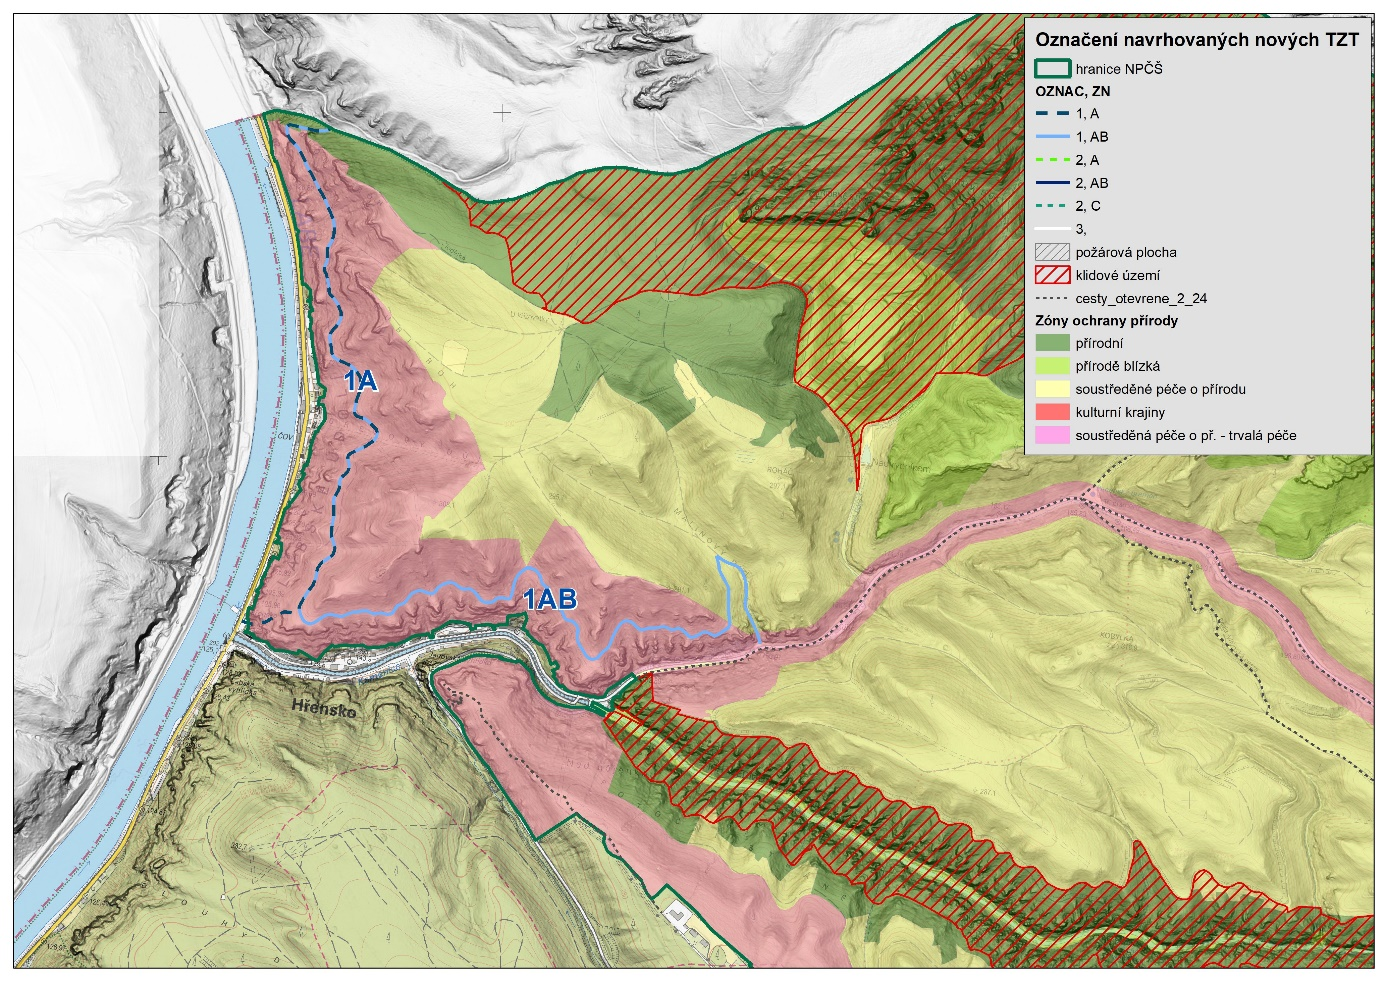 Označení navrhovaných nových TZT
hranice NPČŠ
OZNAC, ZN
1, A
1, AB
2, A
2, AB
2, C
3,
požárová plocha
klidové území
cesty_otevrene_2_24
Zóny ochrany přírody
přírodní
přírodě blízká
soustředěné péče o přírodu
kulturní krajiny
soustředěná péče o př. - trvalá péče
1A
ČOV
1AB
KOBYLKA
Hřensko